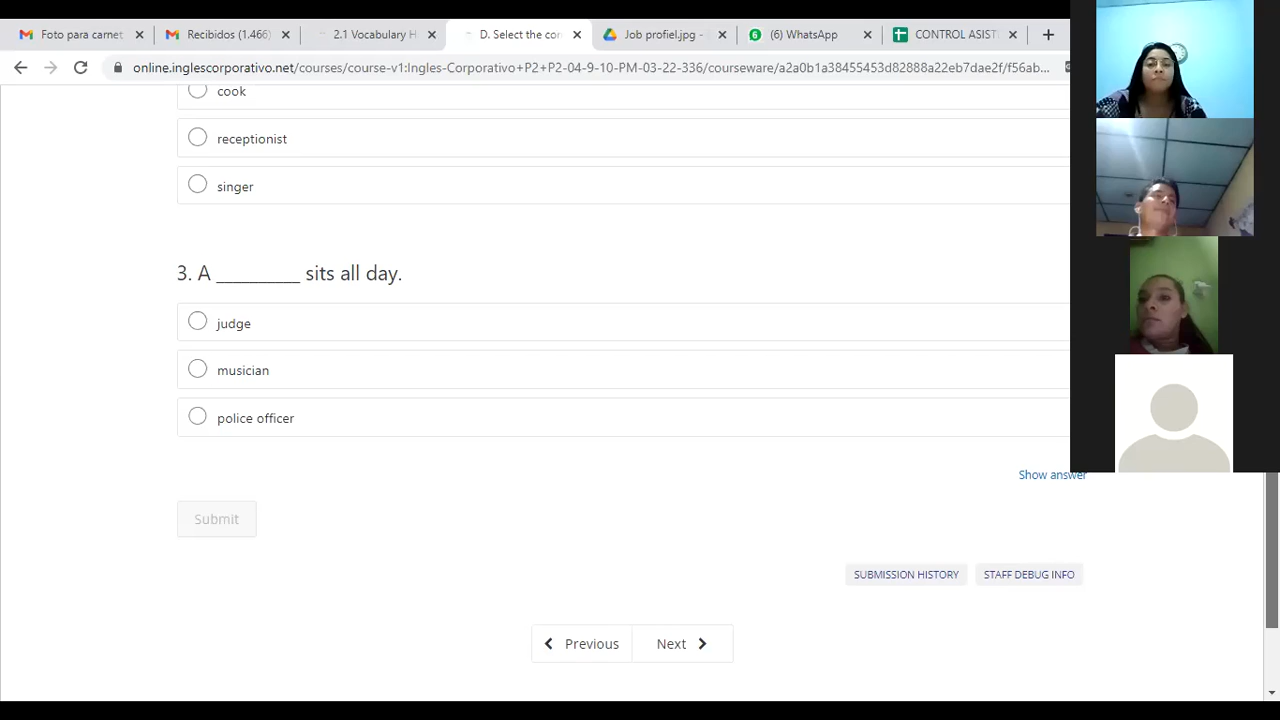 Foto para carnet
Recibidos (1.466)
2.1 Vocabulary H
D. Select the cor
Job profiel.jpg -
(6) WhatsApp
CONTROL ASIST
online.inglescorporativo.net/courses/course-v1:Ingles-Corporativo+P2+P2-04-9-10-PM-03-22-336/courseware/a2a0b1a38455453d82888a22eb7dae2f/f56ab...
cook
receptionist
singer
3. A __________ sits all day.
judge
musician
police officer
Show answer
Submit
SUBMISSION HISTORY
STAFF DEBUG INFO
Previous
Next